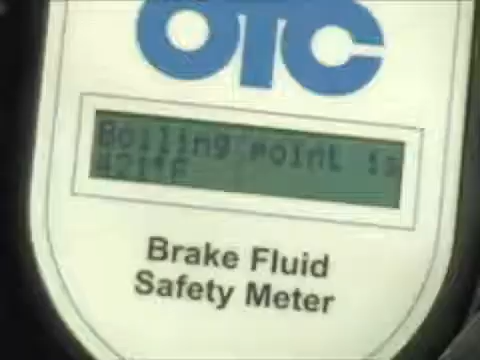 OTC
Boiling point is
421°F
Brake Fluid
Safety Meter